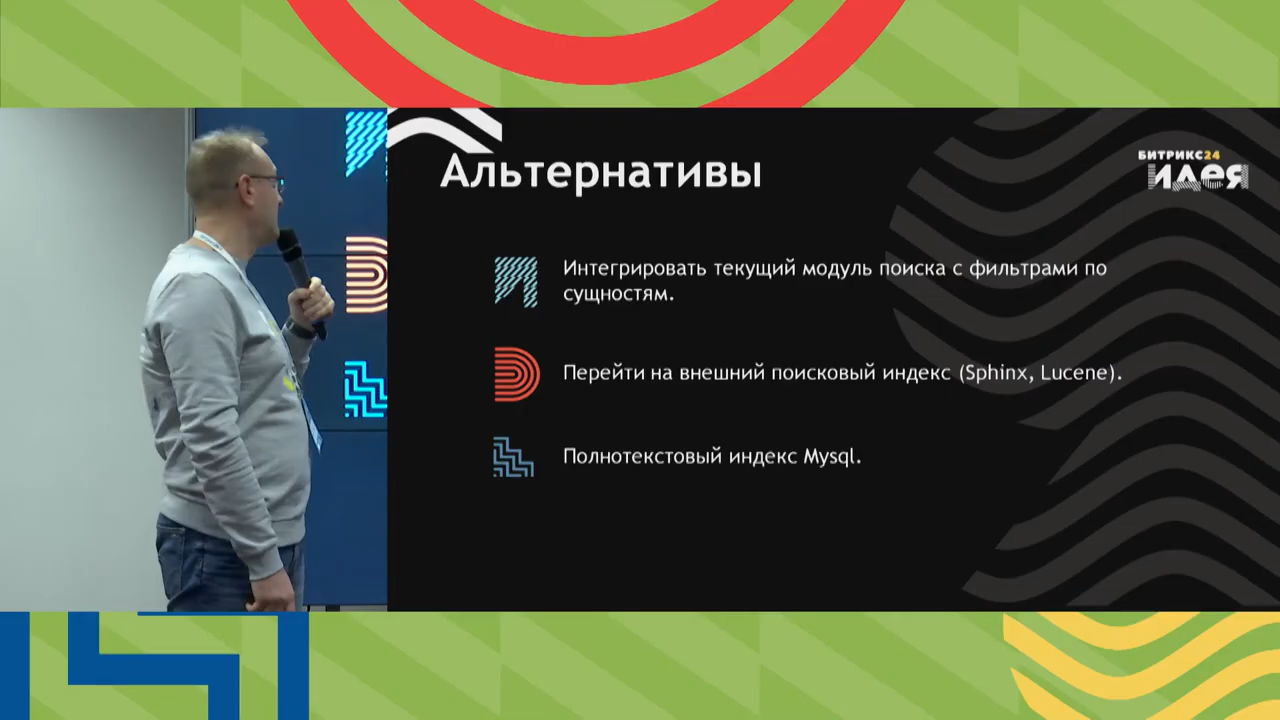 Альтернативы
БИТРИКС24
идея
Интегрировать текущий модуль поиска с фильтрами по
сущностям.
Перейти на внешний поисковый индекс (Sphinx, Lucene).
Полнотекстовый индекс Mysql.